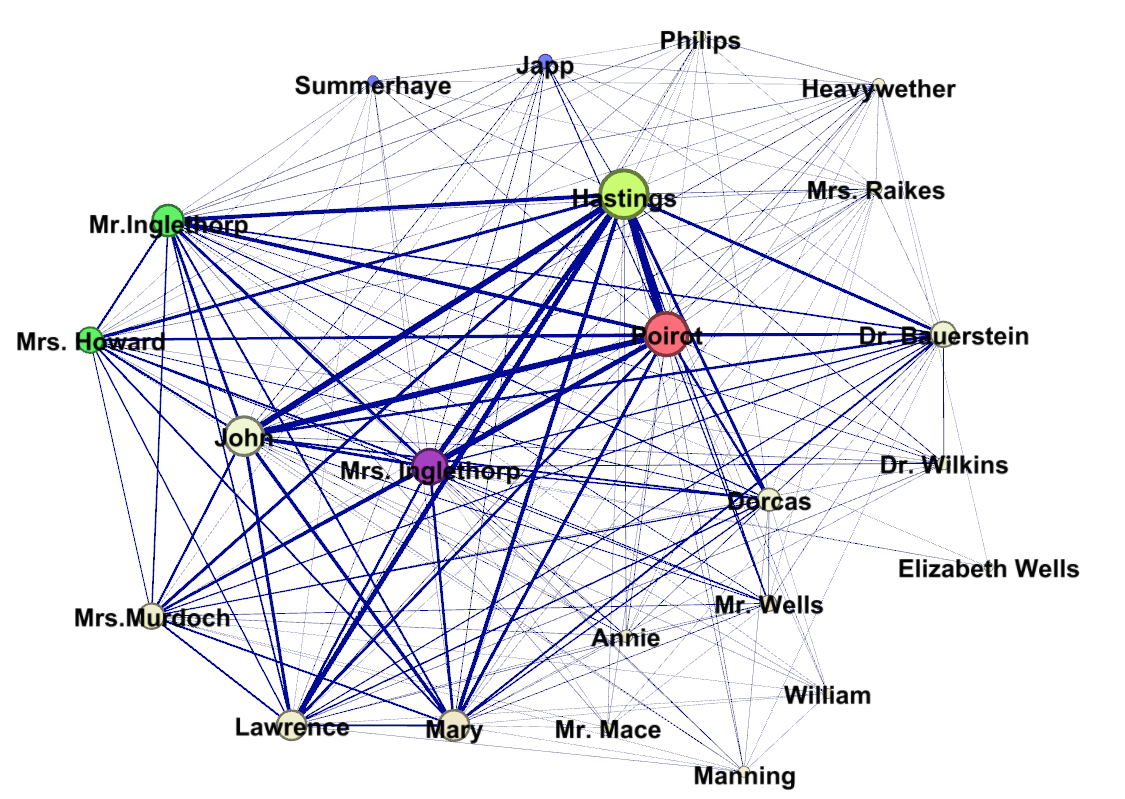 Philips
Japp
Summerhaye
Heavywether
Mrs. Raikes
Hastings
Mr.Inglethorp
Mrs. Howard
Poirot
Dr. Bauerstein
John
Mrs. Inglethorp
Dr. Wilkins
Dorcas
Elizabeth Wells
Mr. Wells
Mrs.Murdoch
Annie
William
Lawrence
Mary
Mr. Mace
Manning